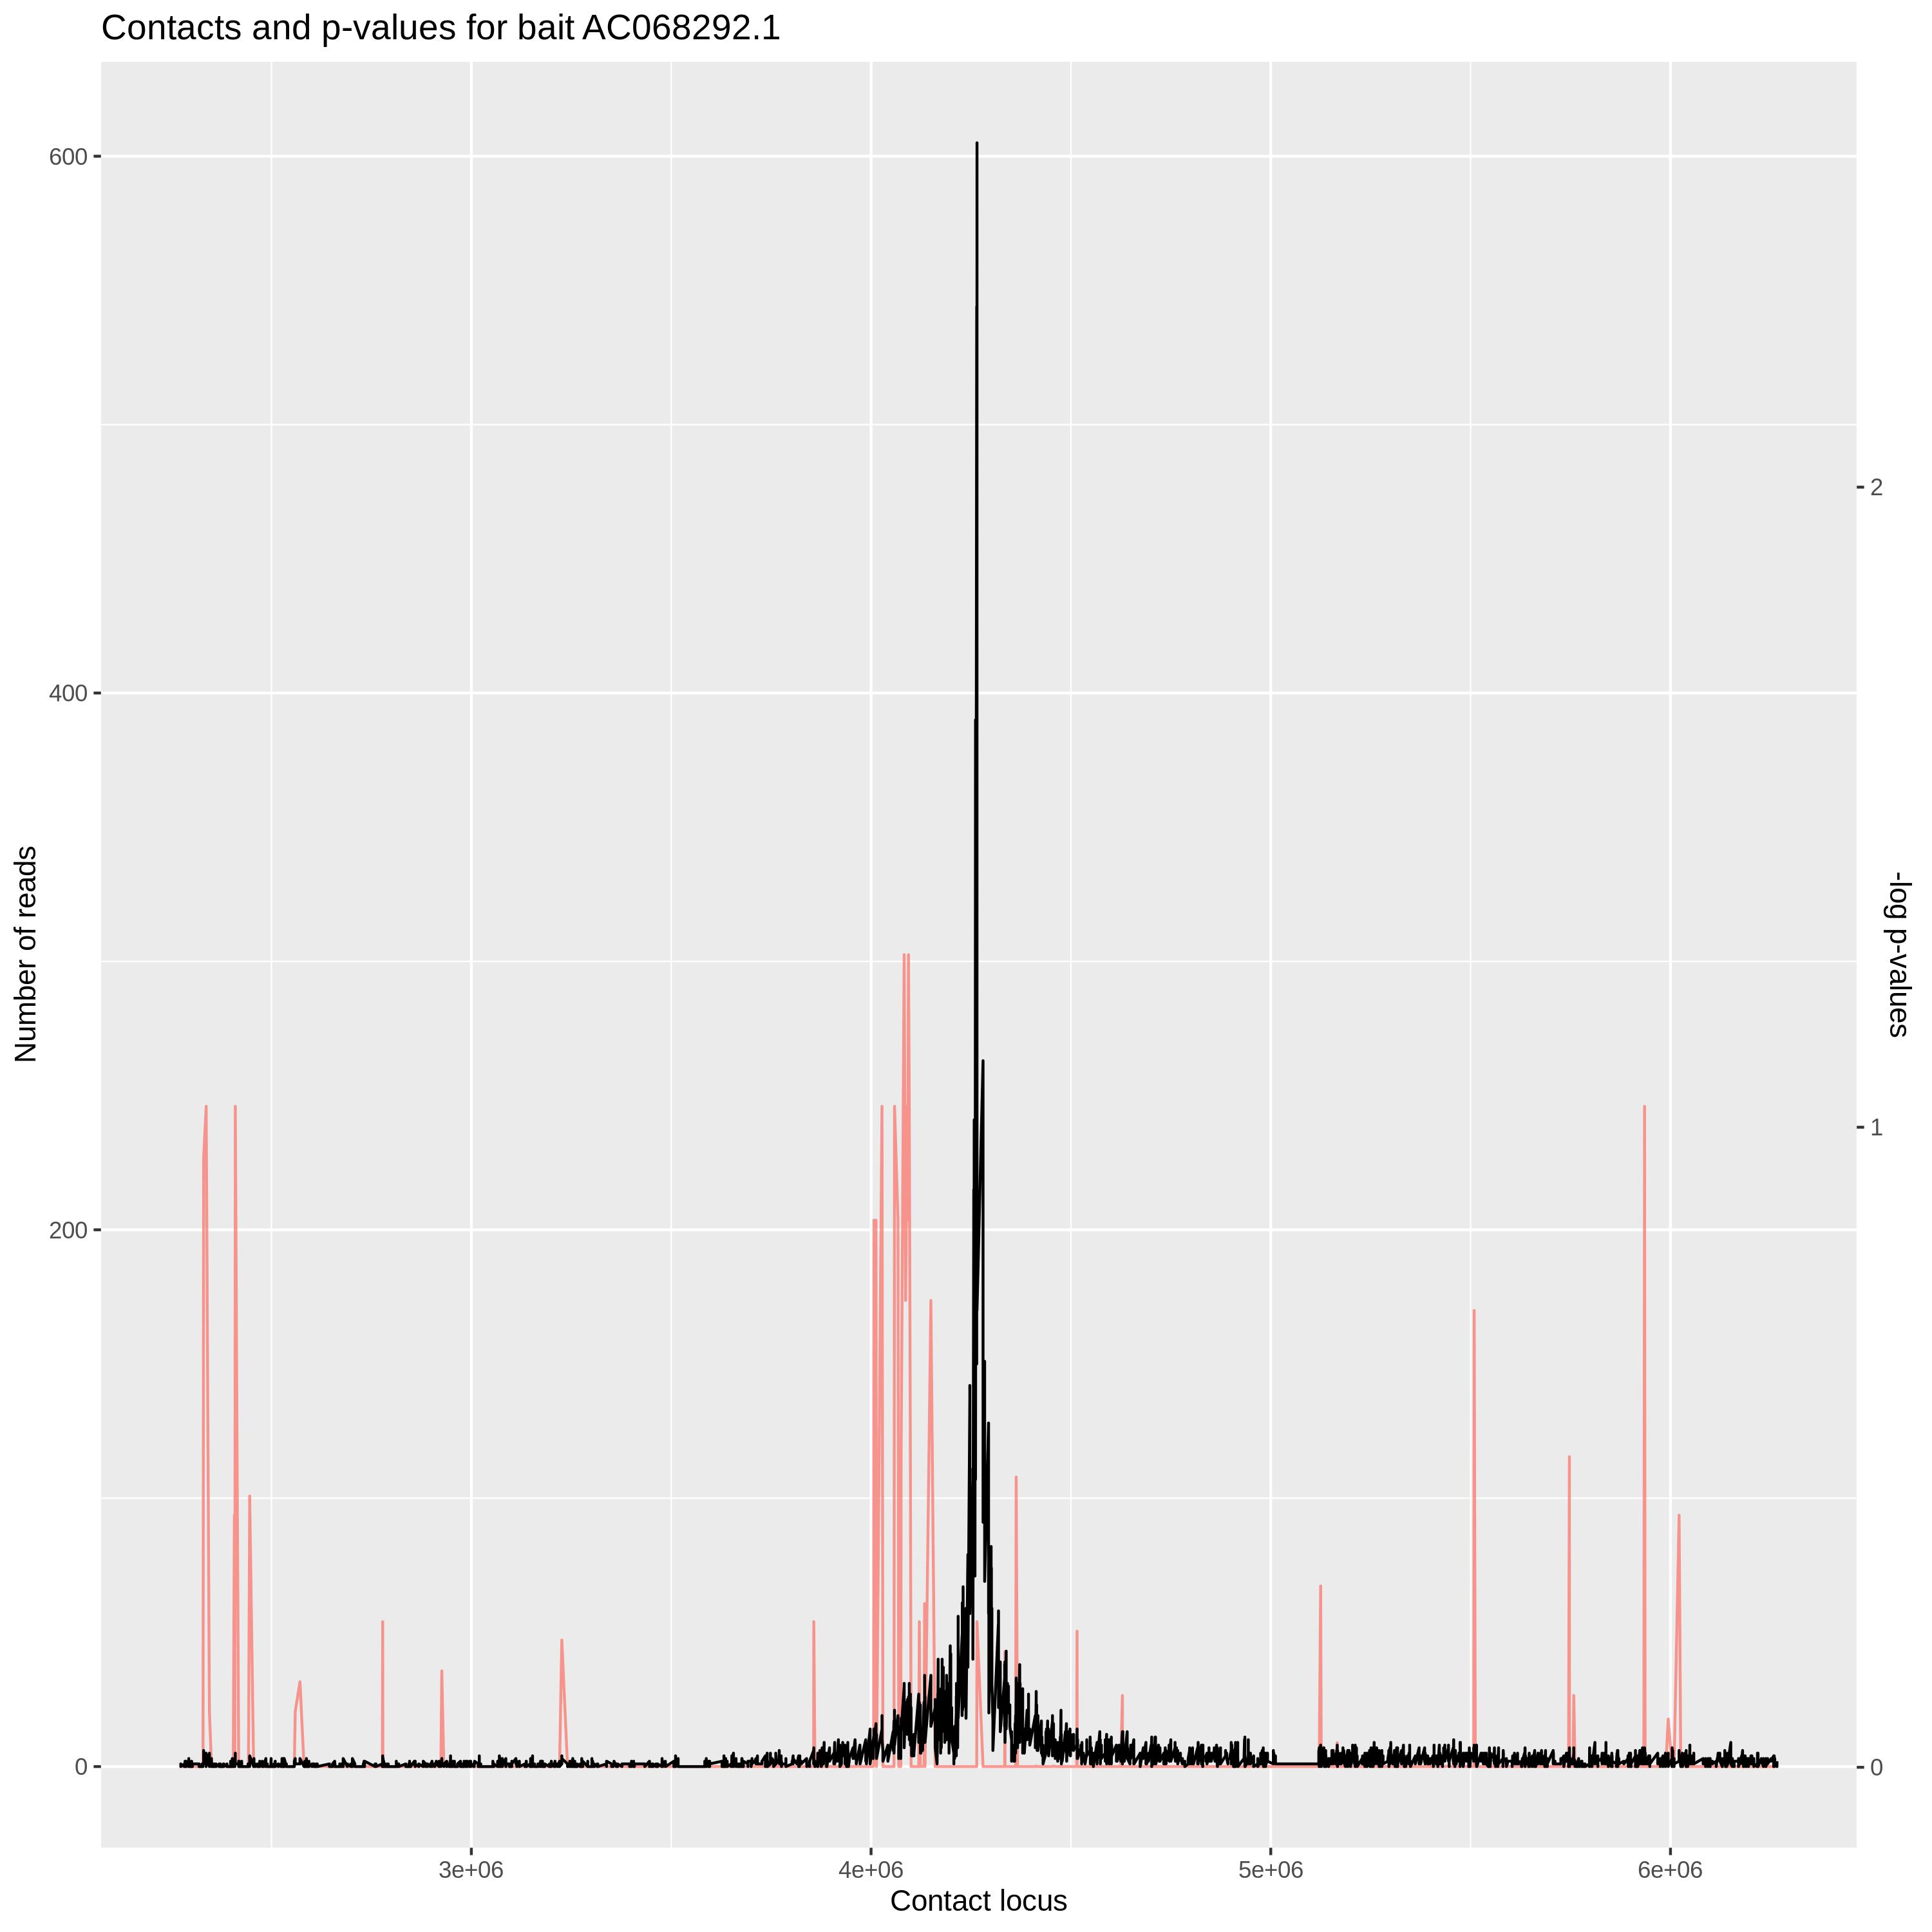 Contacts and p-values for bait AC068292.1
600
400
200
0
Number of reads
2
1
0
-log p-values
3e+06
4e+06
5e+06
6e+06
Contact locus